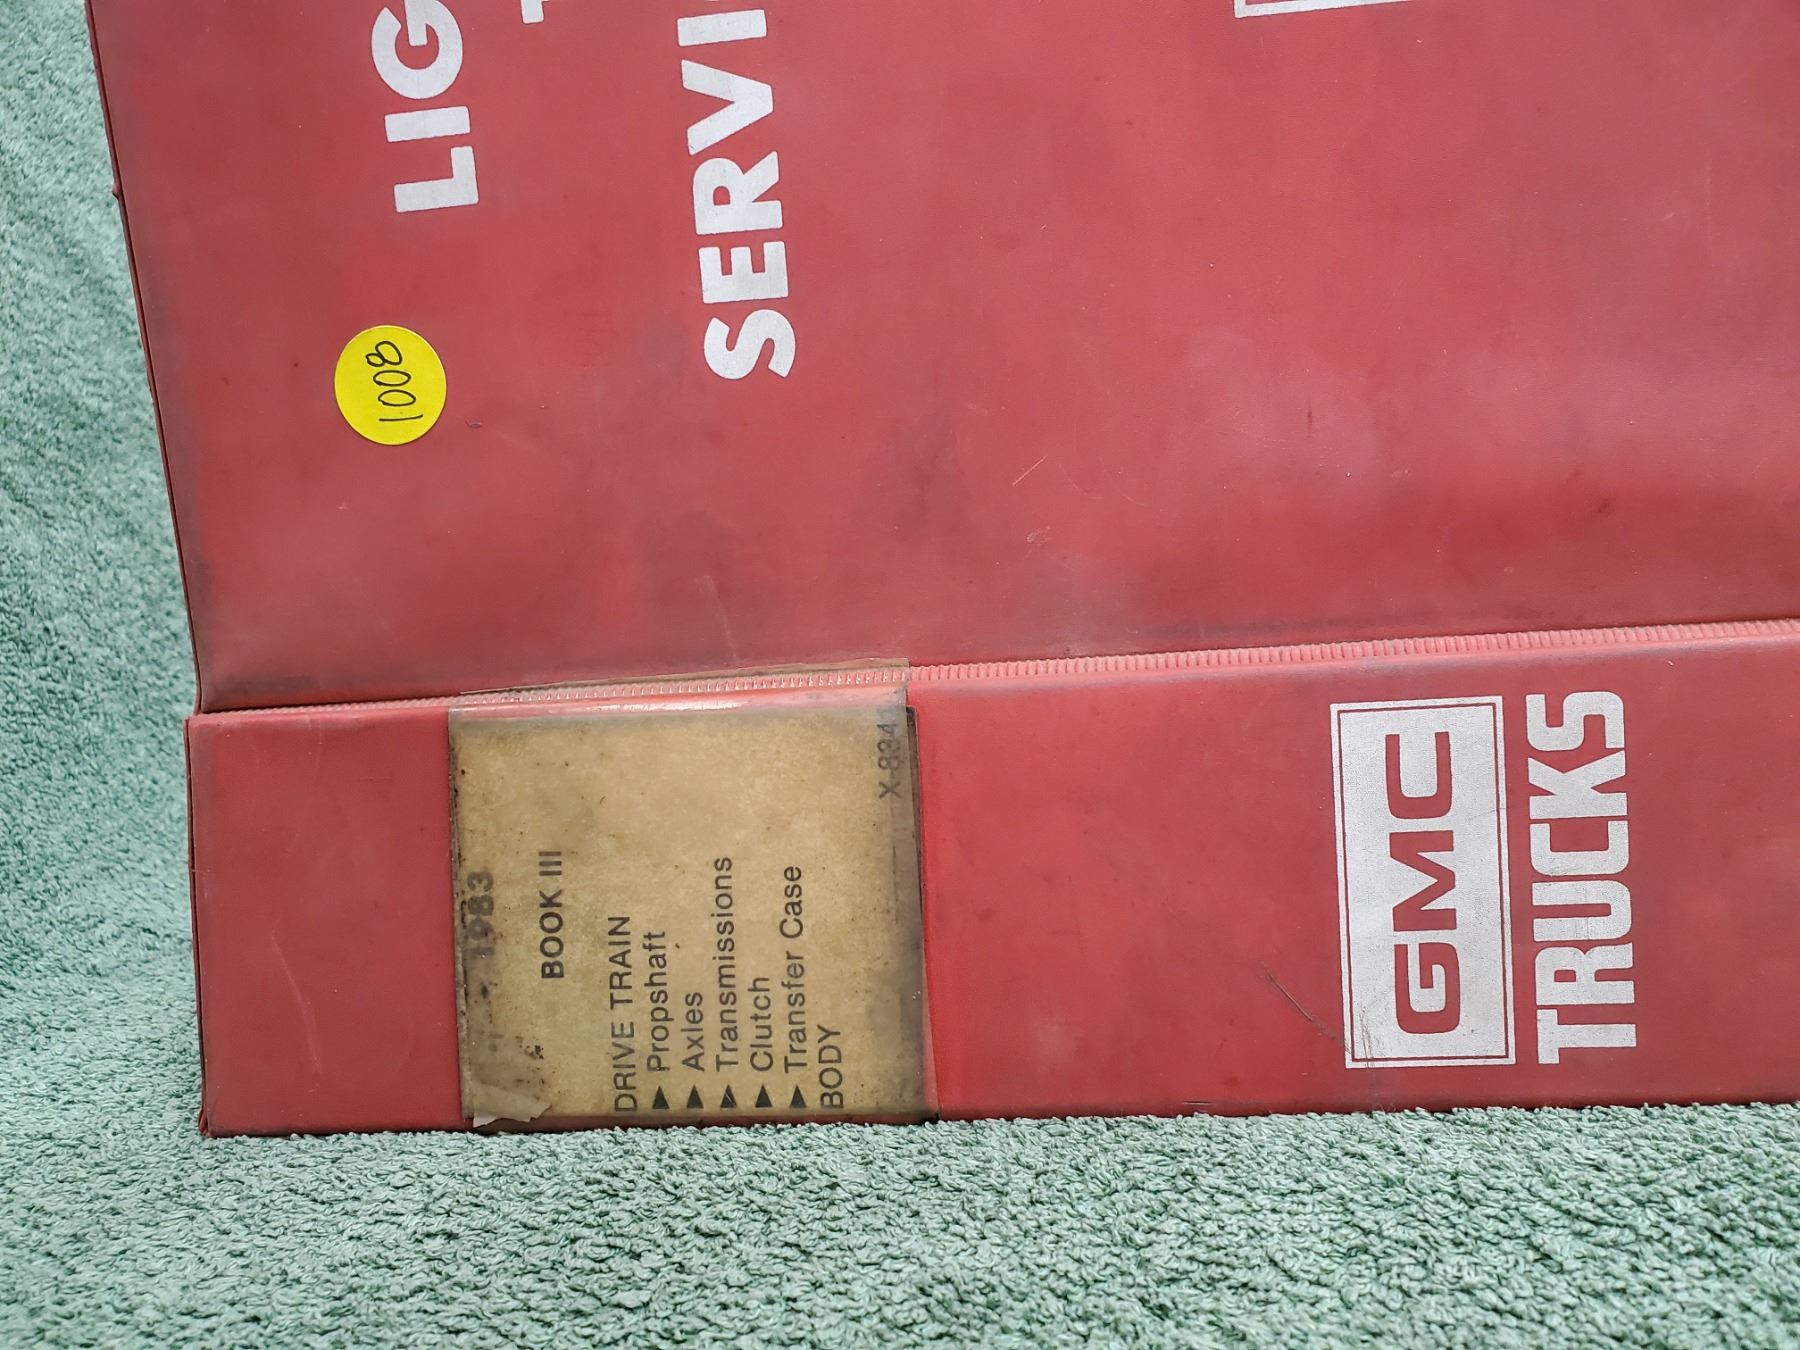 LIG
SERVI
1008
1983
BOOK III
DRIVE TRAIN
▶ Propshaft
▶ Axles
▶ Transmissions
▶ Clutch
▶ Transfer Case
BODY
X-834
GMC
TRUCKS